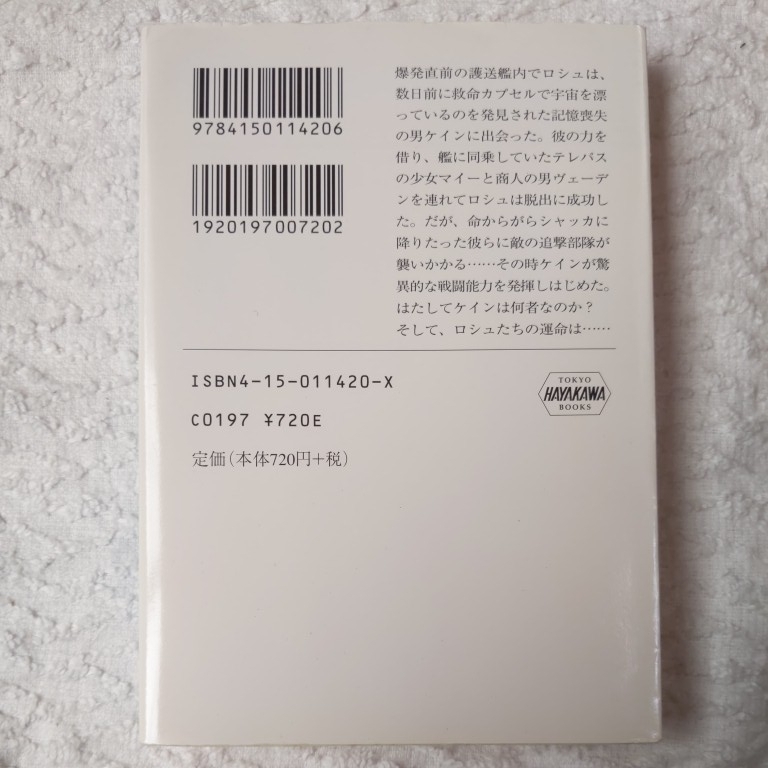 9784150114206
1920197007202
爆発直前の護送艦内でロシュは、
数日前に救命カプセルで宇宙を漂
っているのを発見された記憶喪失
の男ケインに出会った。彼の力を
借り、艦に同乗していたテレパス
の少女マイーと商人の男ヴェーデ
ンを連れてロシュは脱出に成功し
た。だが、命からがらシャッカに
降りたった彼らに敵の追撃部隊が
襲いかかる……その時ケインが驚
異的な戦闘能力を発揮しはじめた。
はたしてケインは何者なのか？
そして、ロシュたちの運命は……
ISBN4-15-011420-X
C0197 ¥720E
定価（本体720円+税）
TOKYO
HAYAKAWA
BOOKS